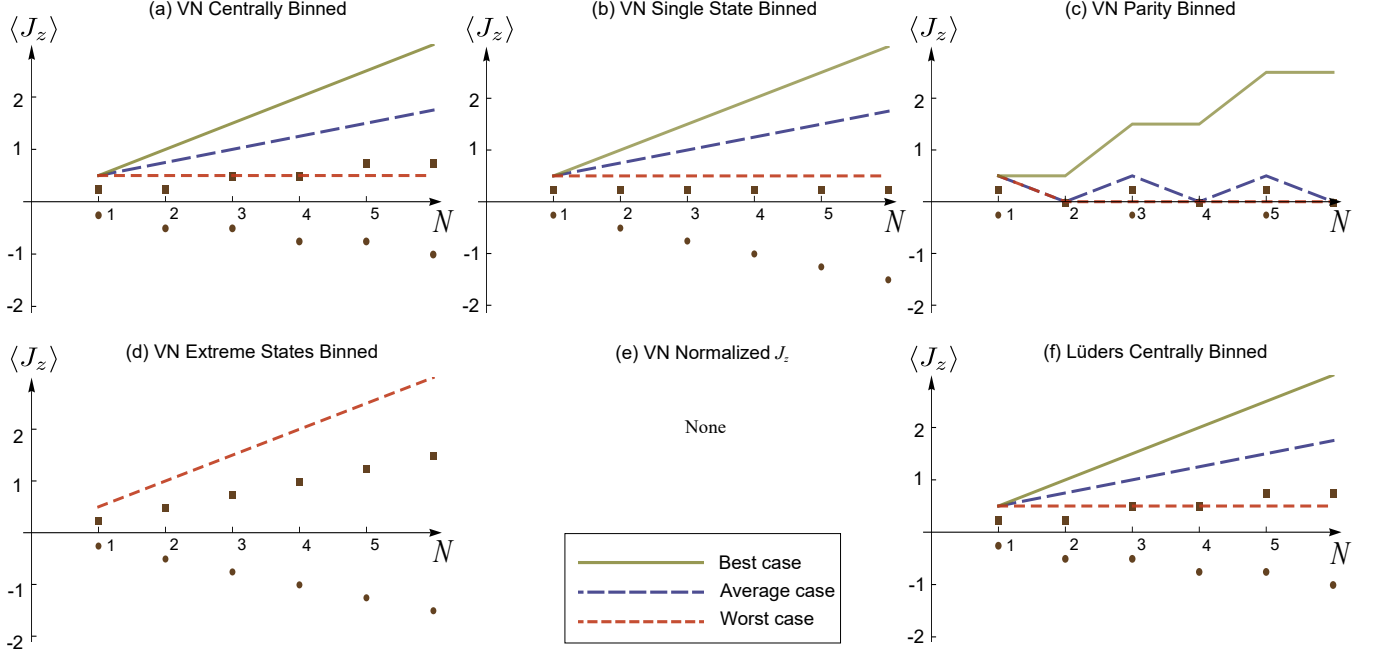 (a) VN Centrally Binned
⟨J_z⟩
2
1
-1
-2
1 2 3 4 5
N
(b) VN Single State Binned
⟨J_z⟩
2
1
-1
-2
1 2 3 4 5
N
(c) VN Parity Binned
⟨J_z⟩
2
1
-1
-2
1 2 3 4 5
N
(d) VN Extreme States Binned
⟨J_z⟩
2
1
-1
-2
1 2 3 4 5
N
(e) VN Normalized J_z
None
Best case
Average case
Worst case
(f) Lüders Centrally Binned
⟨J_z⟩
2
1
-1
-2
1 2 3 4 5
N